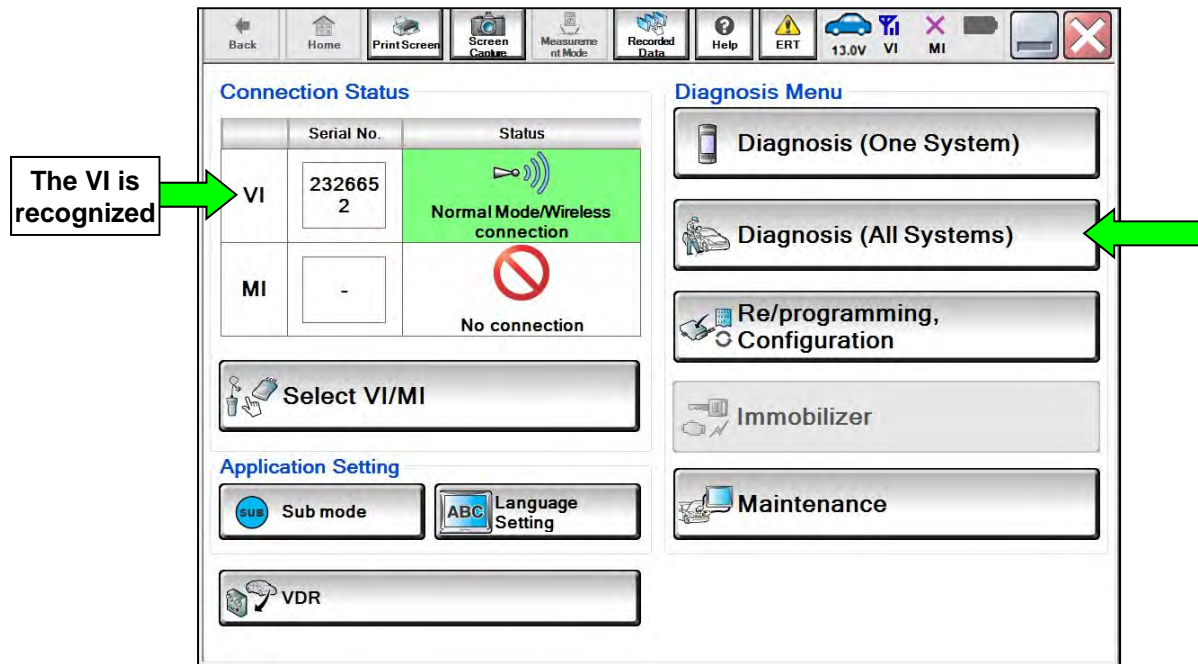 Back
Home
Print Screen
Screen
Capture
Measureme
nt Mode
Recorded
Data
Help
ERT
13.0V
VI
MI
Connection Status
Serial No.
Status
The VI is
recognized
VI
232665
2
Normal Mode/Wireless
connection
MI
-
No connection
Select VI/MI
Application Setting
SUB
Sub mode
ABC
Language
Setting
VDR
Diagnosis Menu
Diagnosis (One System)
Diagnosis (All Systems)
Re/programming,
Configuration
Immobilizer
Maintenance